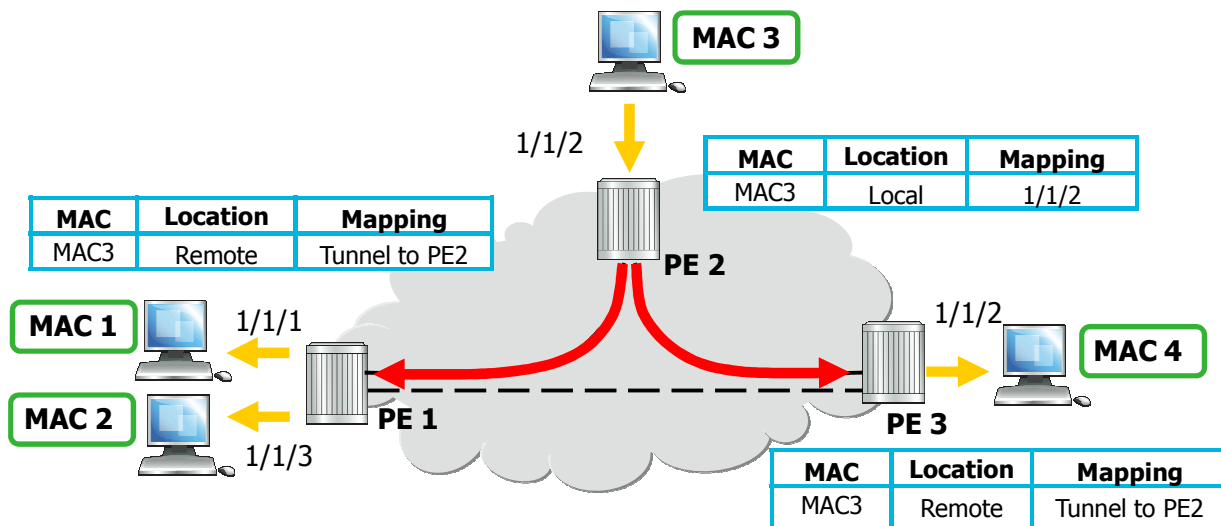 MAC 3
1/1/2
MAC Location Mapping
MAC3 Local 1/1/2
MAC Location Mapping
MAC3 Remote Tunnel to PE2
PE 2
MAC 1
1/1/1
1/1/2
MAC 4
MAC 2
PE 1
PE 3
1/1/3
MAC Location Mapping
MAC3 Remote Tunnel to PE2